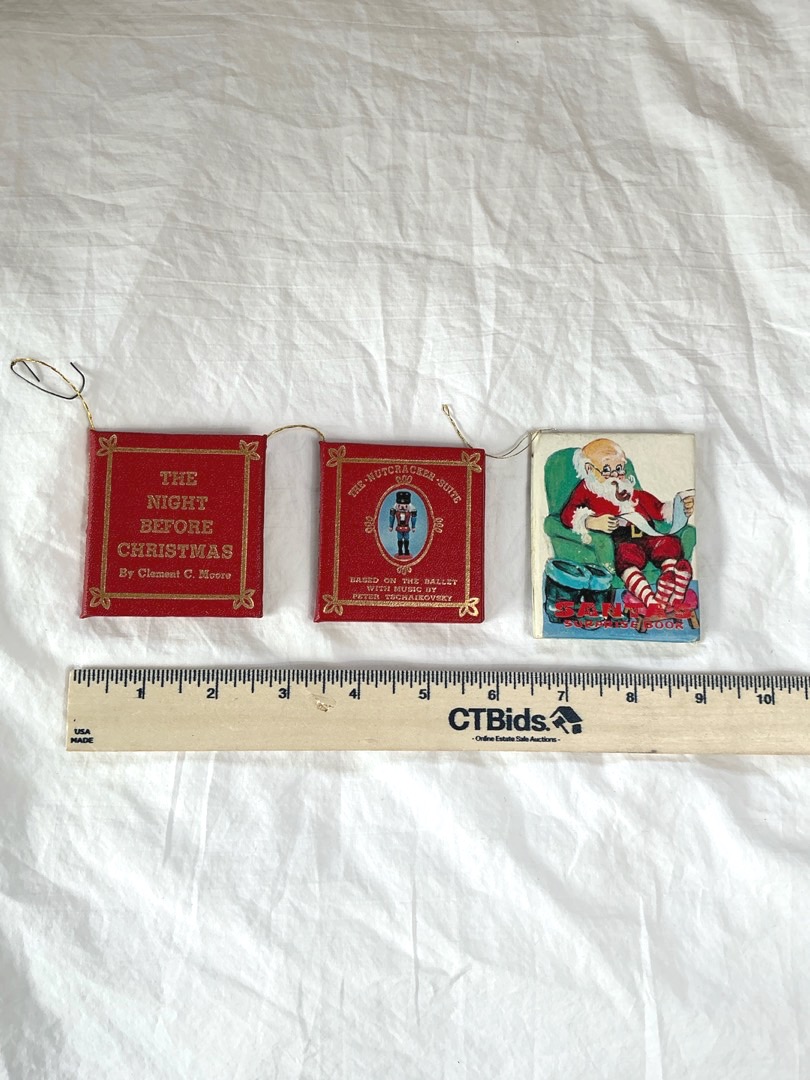 THE
NIGHT
BEFORE
CHRISTMAS
By Clement C. Moore
THE·NUTCRACKER·SUITE
BASED ON THE BALLET
WITH MUSIC BY
PETER TSCHAIKOVSKY
SANTA'S
SURPRISE BOOK
1 2 3 4 5 6 7 8 9 10
CTBids.
- Online Estate Sale Auctions -
USA
MADE